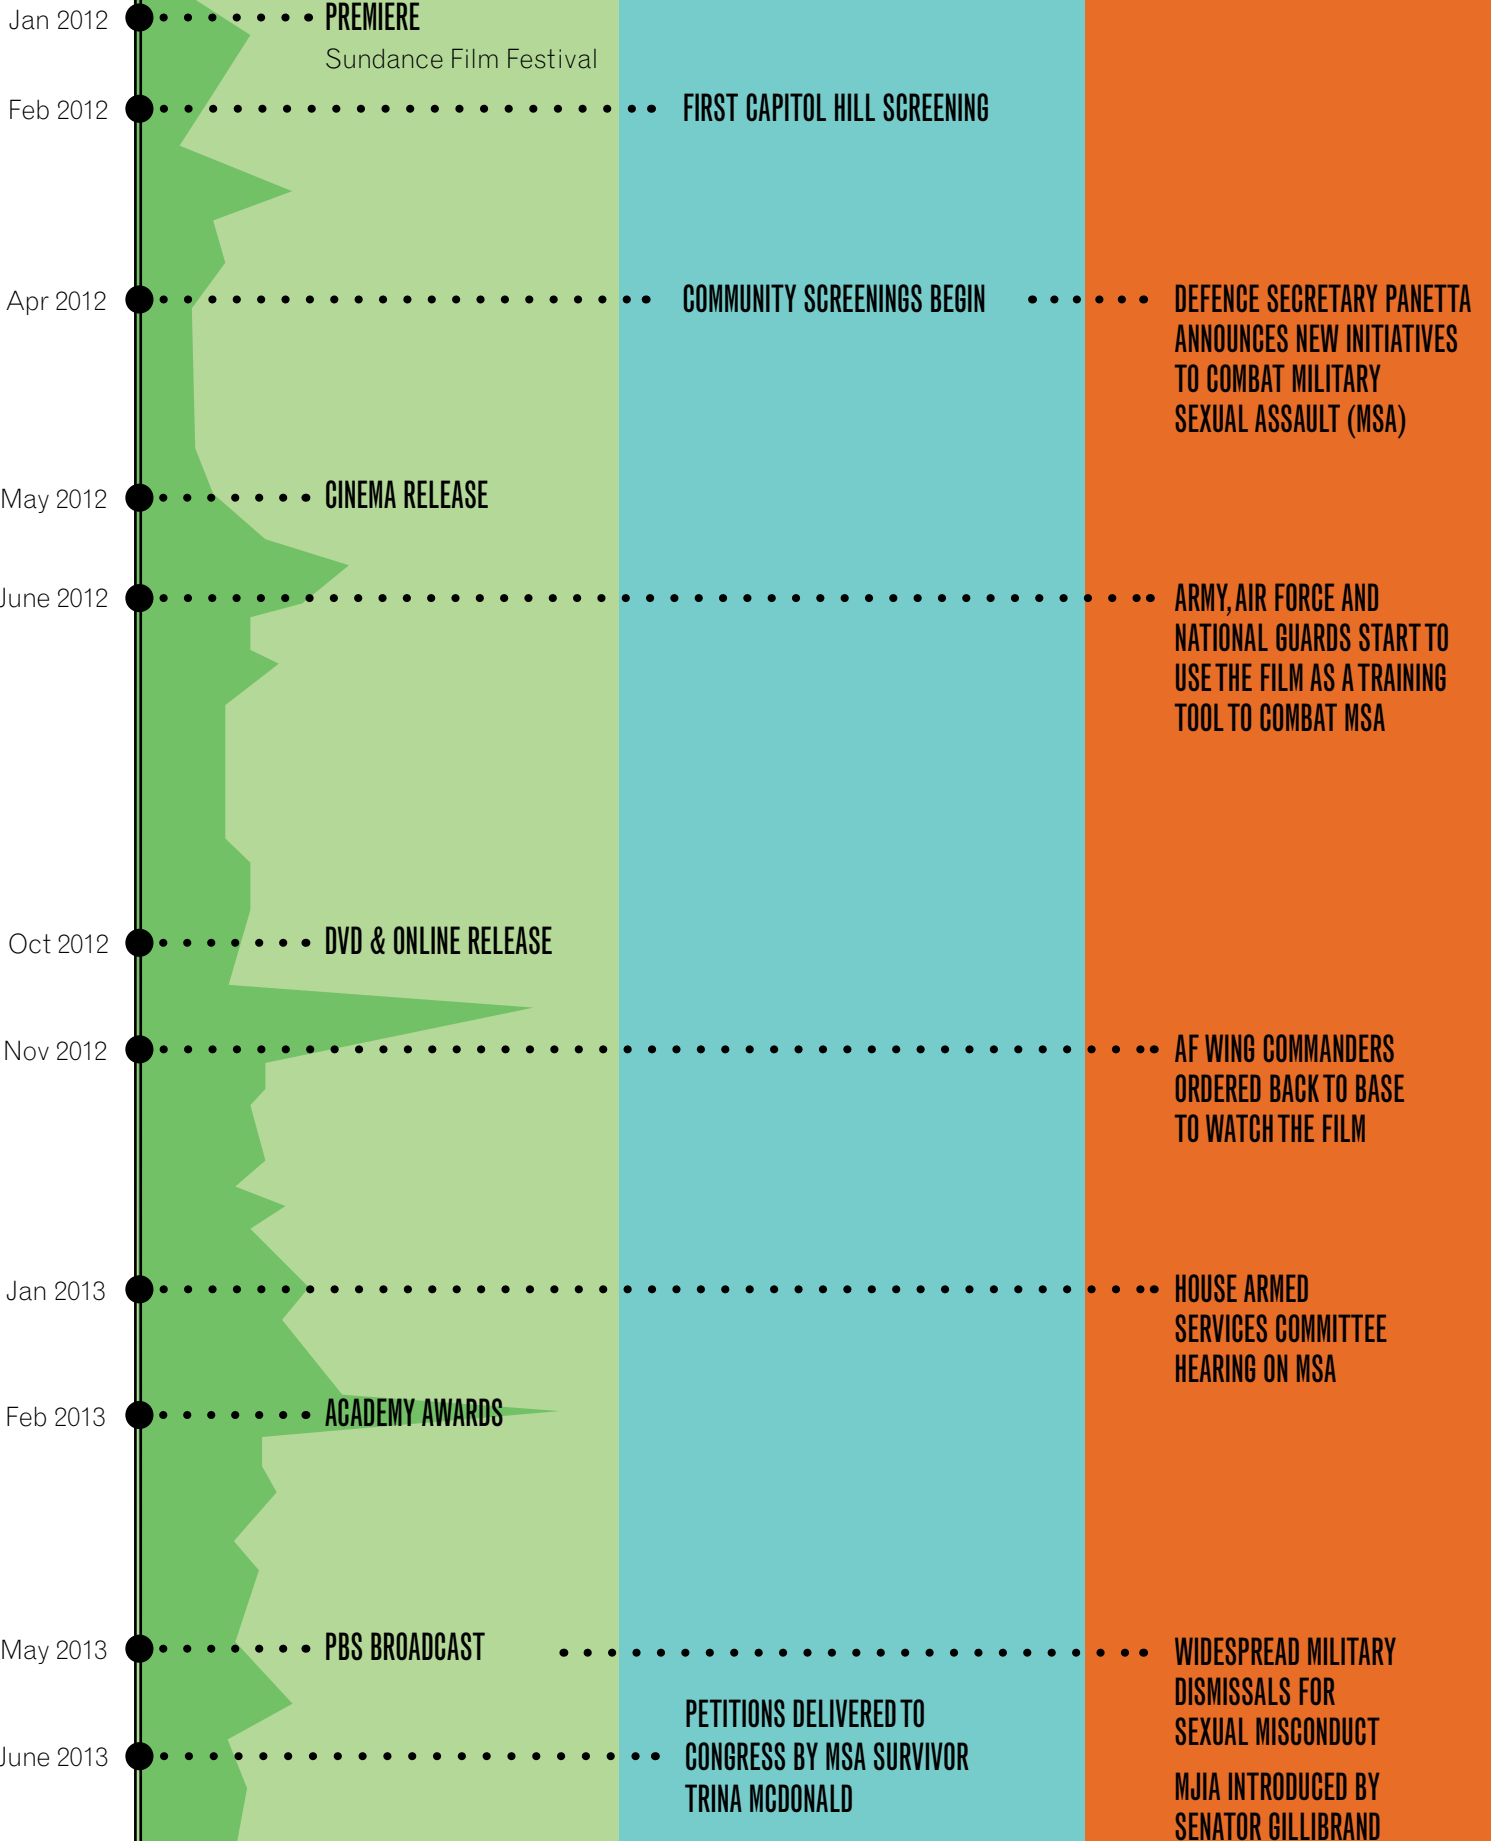 Jan 2012
PREMIERE
Sundance Film Festival
Feb 2012
FIRST CAPITOL HILL SCREENING
Apr 2012
COMMUNITY SCREENINGS BEGIN
DEFENCE SECRETARY PANETTA
ANNOUNCES NEW INITIATIVES
TO COMBAT MILITARY
SEXUAL ASSAULT (MSA)
May 2012
CINEMA RELEASE
June 2012
ARMY, AIR FORCE AND
NATIONAL GUARDS START TO
USE THE FILM AS A TRAINING
TOOL TO COMBAT MSA
Oct 2012
DVD & ONLINE RELEASE
Nov 2012
AF WING COMMANDERS
ORDERED BACK TO BASE
TO WATCH THE FILM
Jan 2013
HOUSE ARMED
SERVICES COMMITTEE
HEARING ON MSA
Feb 2013
ACADEMY AWARDS
May 2013
PBS BROADCAST
WIDESPREAD MILITARY
DISMISSALS FOR
SEXUAL MISCONDUCT
June 2013
PETITIONS DELIVERED TO
CONGRESS BY MSA SURVIVOR
TRINA MCDONALD
MJIA INTRODUCED BY
SENATOR GILLIBRAND